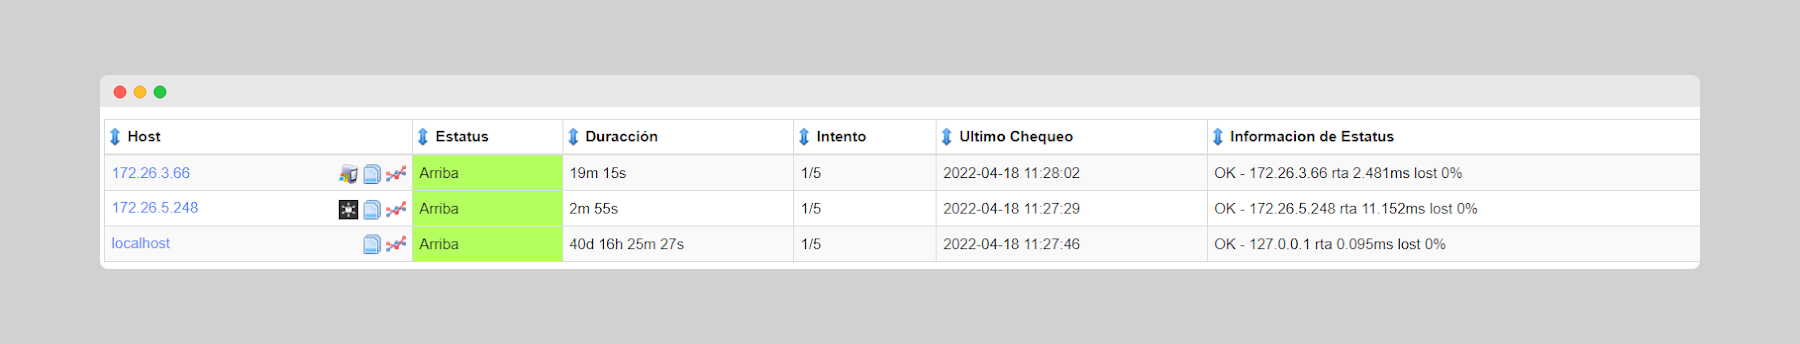 Host Estatus Duracción Intento Ultimo Chequeo Informacion de Estatus
172.26.3.66 Arriba 19m 15s 1/5 2022-04-18 11:28:02 OK - 172.26.3.66 rta 2.481ms lost 0%
172.26.5.248 Arriba 2m 55s 1/5 2022-04-18 11:27:29 OK - 172.26.5.248 rta 11.152ms lost 0%
localhost Arriba 40d 16h 25m 27s 1/5 2022-04-18 11:27:46 OK - 127.0.0.1 rta 0.095ms lost 0%